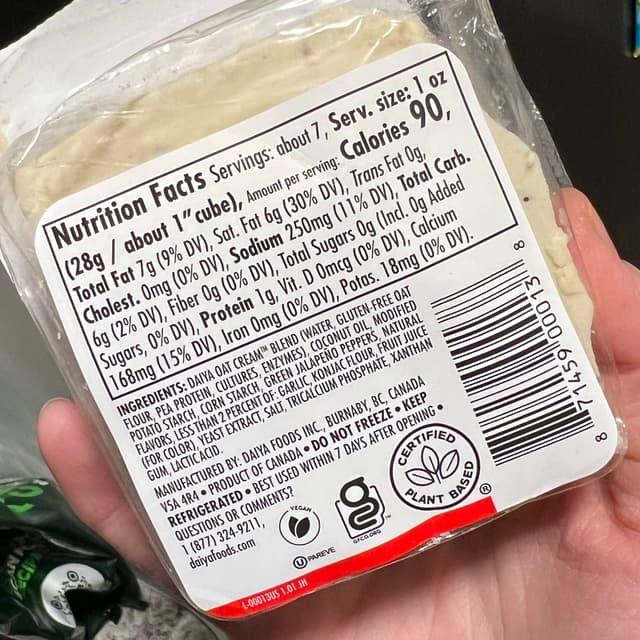 Nutrition Facts Servings: about 7, Serv. size: 1 oz
(28g / about 1" cube), Amount per serving: Calories 90,
Total Fat 7g (9% DV), Sat. Fat 6g (30% DV), Trans Fat 0g,
Cholest. 0mg (0% DV), Sodium 250mg (11% DV), Total Carb.
6g (2% DV), Fiber 0g (0% DV), Total Sugars 0g (Incl. 0g Added
Sugars, 0% DV), Protein 1g, Vit. D 0mcg (0% DV), Calcium
168mg (15% DV), Iron 0mg (0% DV), Potas. 18mg (0% DV).
INGREDIENTS: DAIYA OAT CREAM™ BLEND (WATER, GLUTEN-FREE OAT
FLOUR, PEA PROTEIN, CULTURES, ENZYMES), COCONUT OIL, MODIFIED
POTATO STARCH, CORN STARCH, GREEN JALAPEÑO PEPPERS, NATURAL
FLAVORS, LESS THAN 2 PERCENT OF: GARLIC, KONJAC FLOUR, FRUIT JUICE
(FOR COLOR), YEAST EXTRACT, SALT, TRICALCIUM PHOSPHATE, XANTHAN
GUM, LACTIC ACID.
MANUFACTURED BY: DAIYA FOODS INC., BURNABY, BC, CANADA
V5A 4R4 • PRODUCT OF CANADA • DO NOT FREEZE • KEEP
REFRIGERATED • BEST USED WITHIN 7 DAYS AFTER OPENING •
QUESTIONS OR COMMENTS?
1 (877) 324-9211,
daiyafoods.com
VEGAN
U PAREVE
GFCO.ORG
CERTIFIED
PLANT BASED
®
8 71459 00013 8
L-00013US 1.01 JH